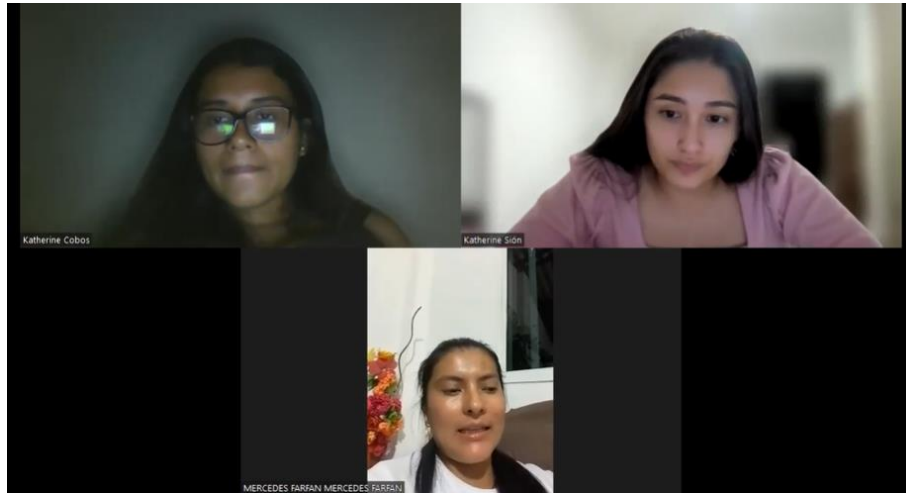 Katherine Cobos
Katherine Sión
MERCEDES FARFAN MERCEDES FARFAN